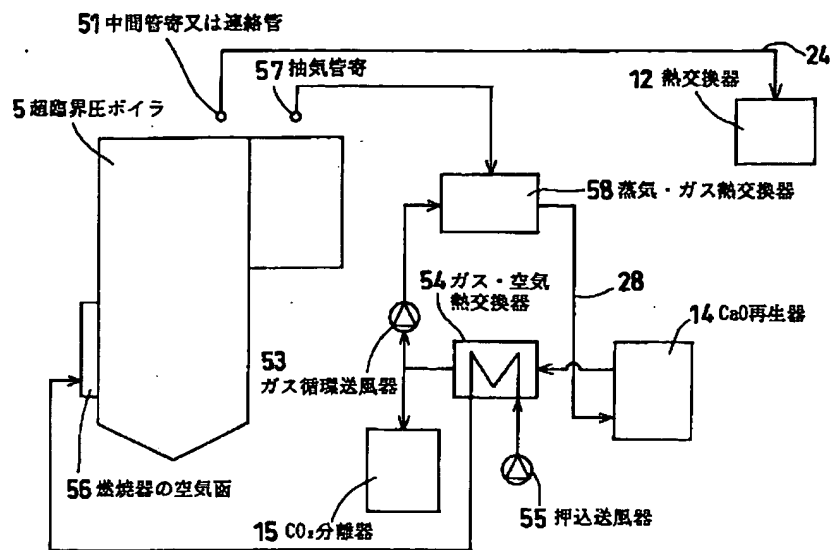 51 中間管寄又は連絡管
24
57 抽気管寄
12 熱交換器
5 超臨界圧ボイラ
58 蒸気・ガス熱交換器
54 ガス・空気
熱交換器
28
14 CaO再生器
53
ガス循環送風器
56 燃焼器の空気函
15 CO₂分離器
55 押込送風器